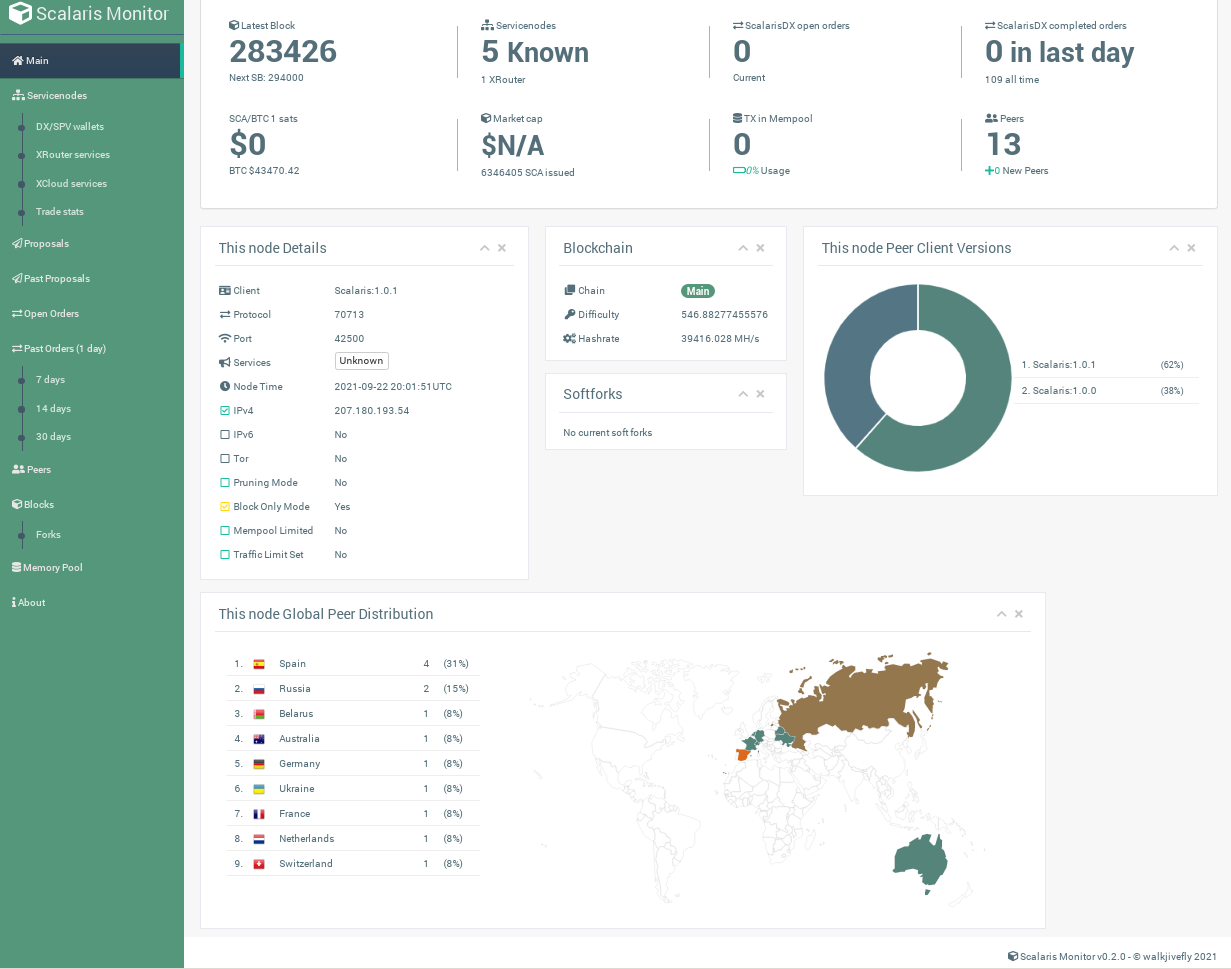 Scalaris Monitor
Main
Servicenodes
DX/SPV wallets
XRouter services
XCloud services
Trade stats
Proposals
Past Proposals
Open Orders
Past Orders (1 day)
7 days
14 days
30 days
Peers
Blocks
Forks
Memory Pool
About
Latest Block
283426
Next SB: 294000
Servicenodes
5 Known
1 XRouter
ScalarisDX open orders
0
Current
ScalarisDX completed orders
0 in last day
109 all time
SCA/BTC 1 sats
$0
BTC $43470.42
Market cap
$N/A
6346405 SCA issued
TX in Mempool
0
0% Usage
Peers
13
+0 New Peers
This node Details
Client Scalaris:1.0.1
Protocol 70713
Port 42500
Services Unknown
Node Time 2021-09-22 20:01:51UTC
IPv4 207.180.193.54
IPv6 No
Tor No
Pruning Mode No
Block Only Mode Yes
Mempool Limited No
Traffic Limit Set No
Blockchain
Chain Main
Difficulty 546.88277455576
Hashrate 39416.028 MH/s
Softforks
No current soft forks
This node Peer Client Versions
1. Scalaris:1.0.1 (62%)
2. Scalaris:1.0.0 (38%)
This node Global Peer Distribution
1. Spain 4 (31%)
2. Russia 2 (15%)
3. Belarus 1 (8%)
4. Australia 1 (8%)
5. Germany 1 (8%)
6. Ukraine 1 (8%)
7. France 1 (8%)
8. Netherlands 1 (8%)
9. Switzerland 1 (8%)
Scalaris Monitor v0.2.0 - © walkjivefly 2021